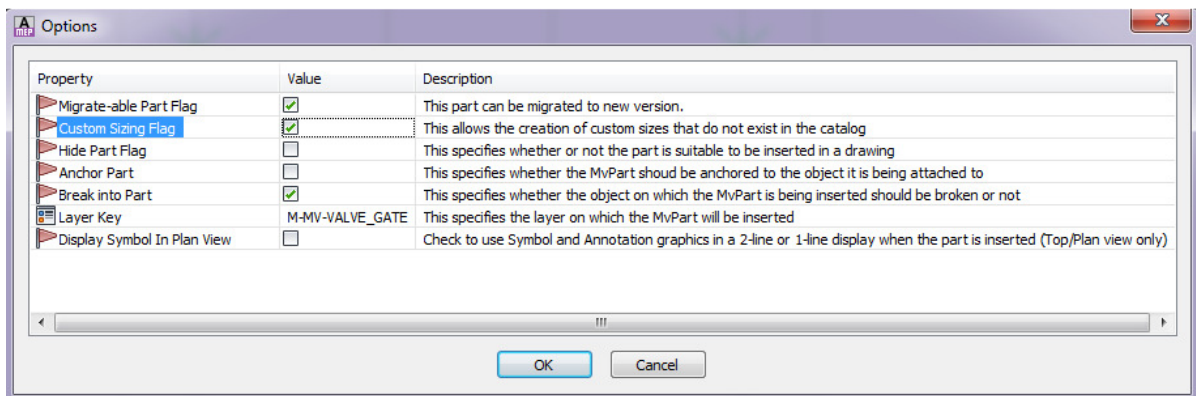 A MEP Options
X
Property Value Description
Migrate-able Part Flag This part can be migrated to new version.
Custom Sizing Flag This allows the creation of custom sizes that do not exist in the catalog
Hide Part Flag This specifies whether or not the part is suitable to be inserted in a drawing
Anchor Part This specifies whether the MvPart shoud be anchored to the object it is being attached to
Break into Part This specifies whether the object on which the MvPart is being inserted should be broken or not
Layer Key M-MV-VALVE_GATE This specifies the layer on which the MvPart will be inserted
Display Symbol In Plan View Check to use Symbol and Annotation graphics in a 2-line or 1-line display when the part is inserted (Top/Plan view only)
OK Cancel